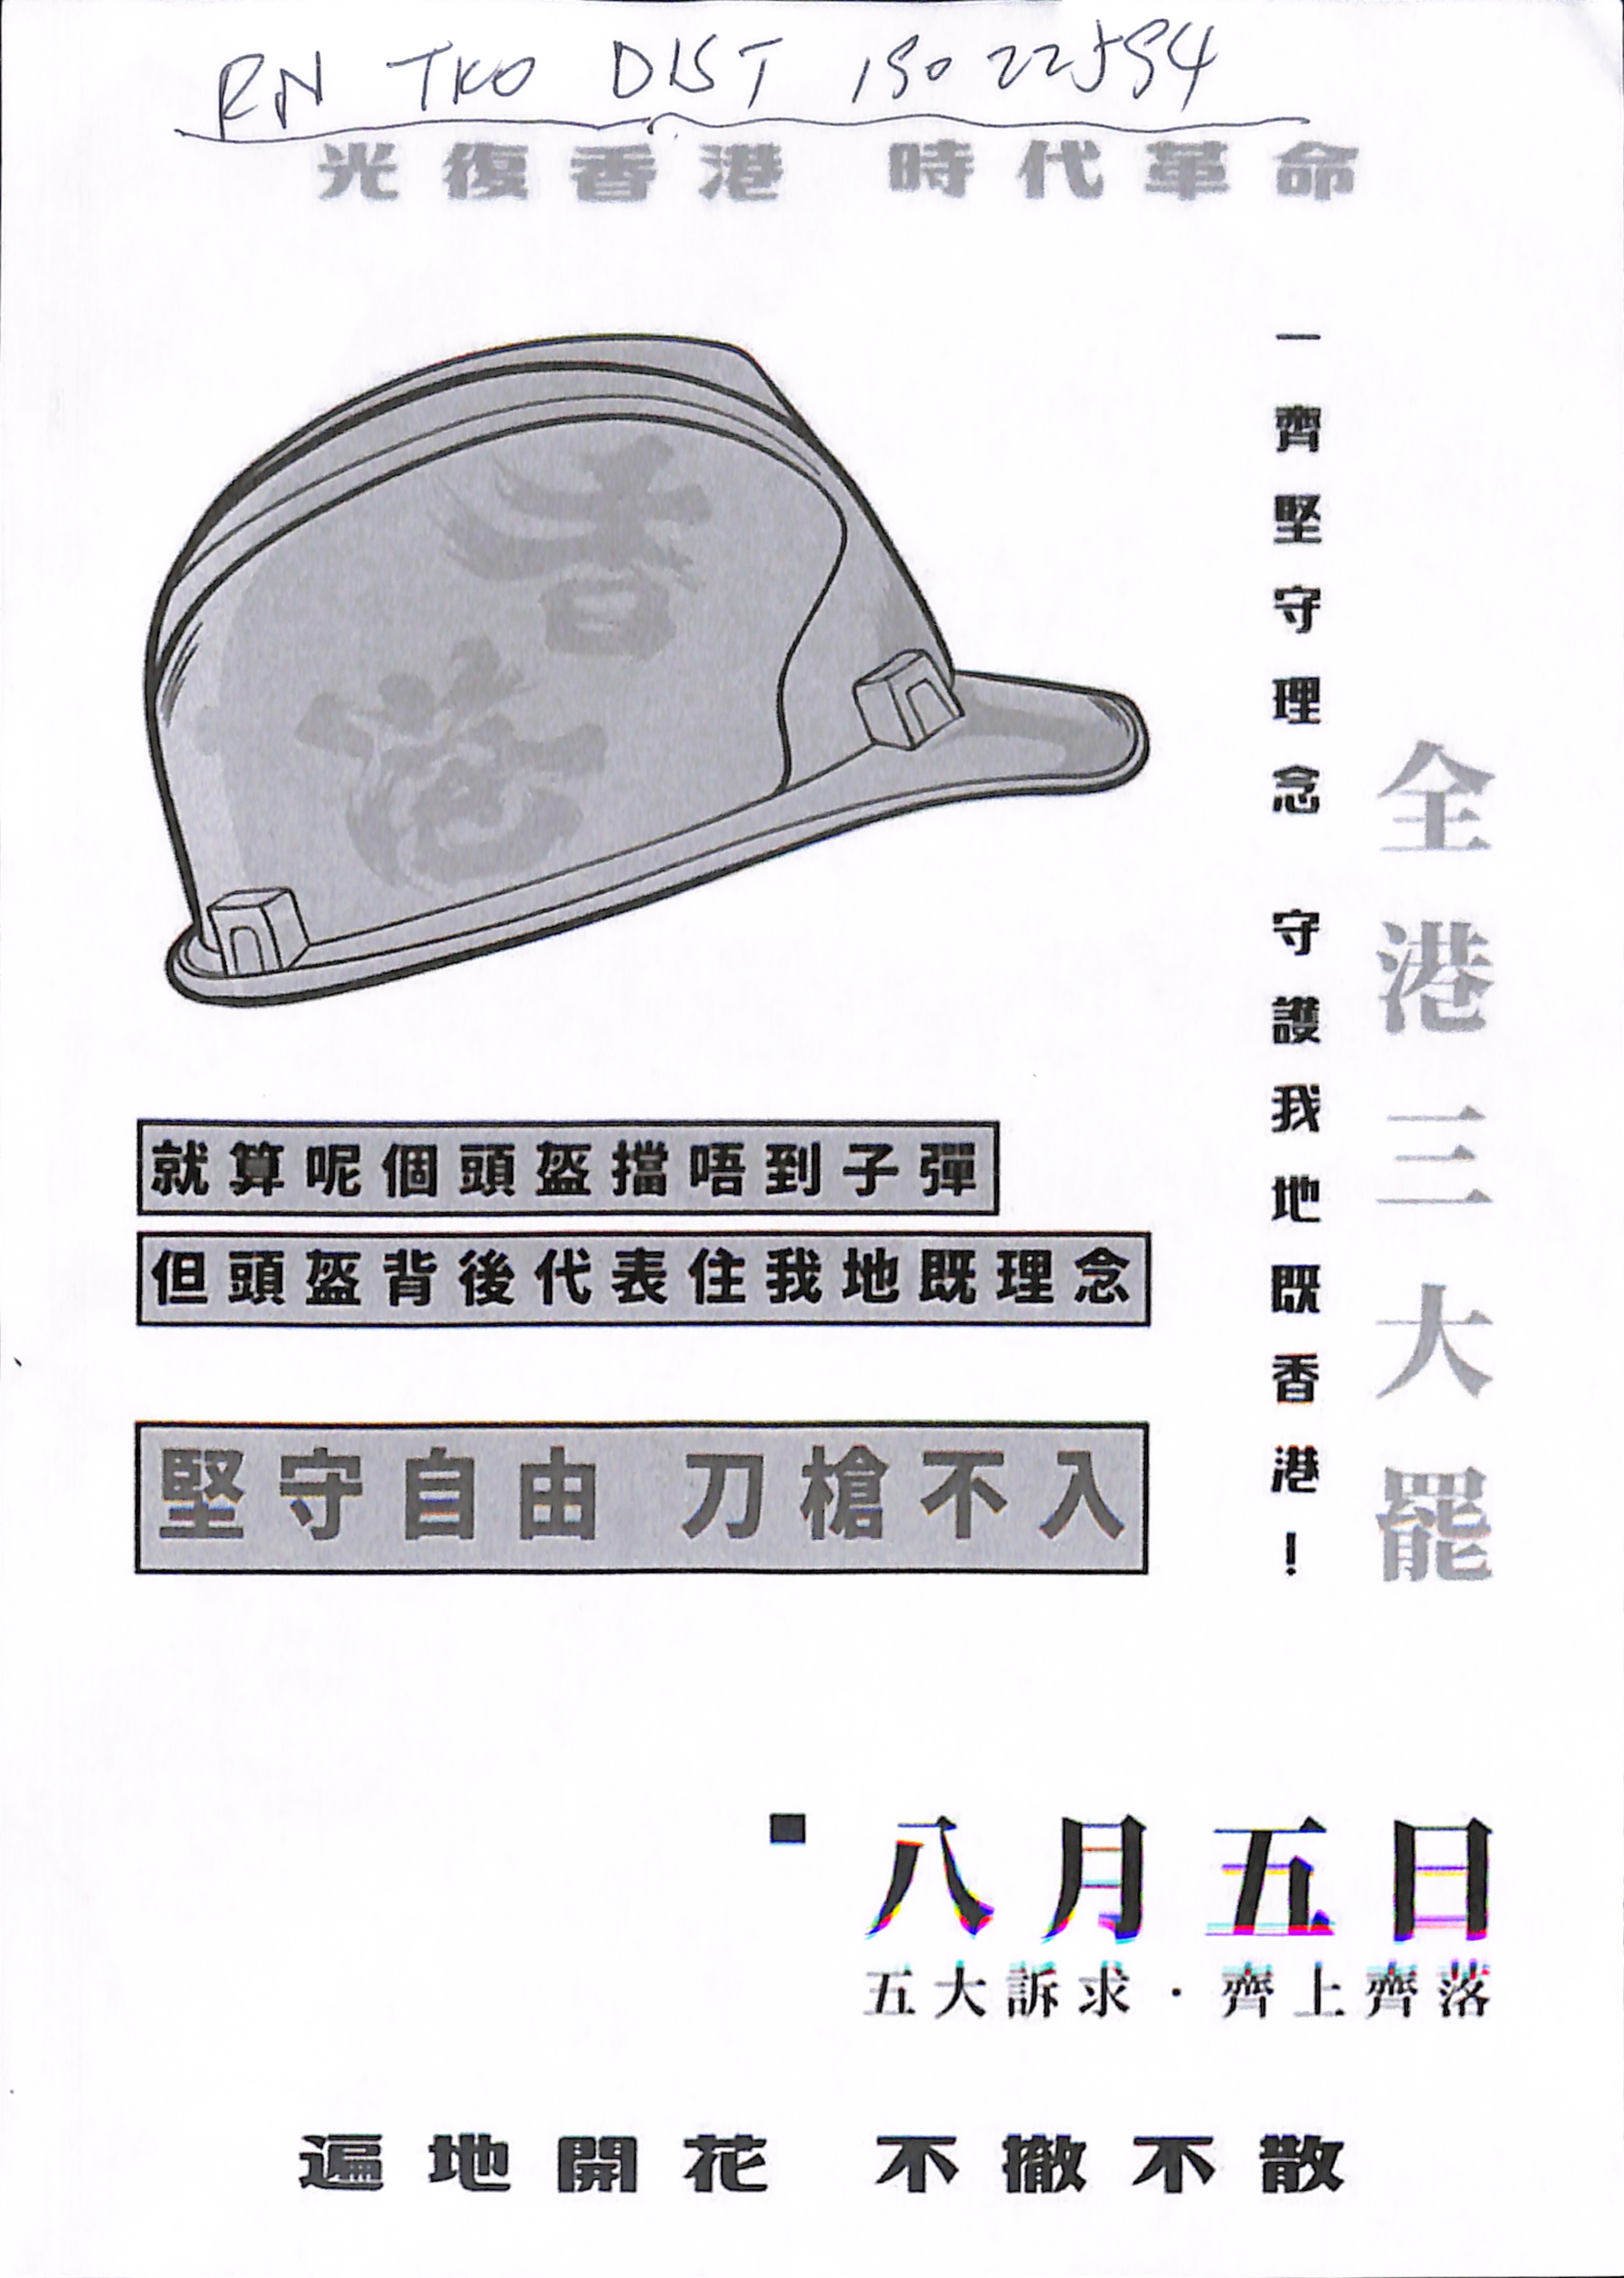 RN TKO DIST 19022594
光復香港 時代革命
一齊堅守理念 守護我地既香港！
全港三大罷
香港
就算呢個頭盔擋唔到子彈
但頭盔背後代表住我地既理念
堅守自由 刀槍不入
八月五日
五大訴求·齊上齊落
遍地開花 不撤不散